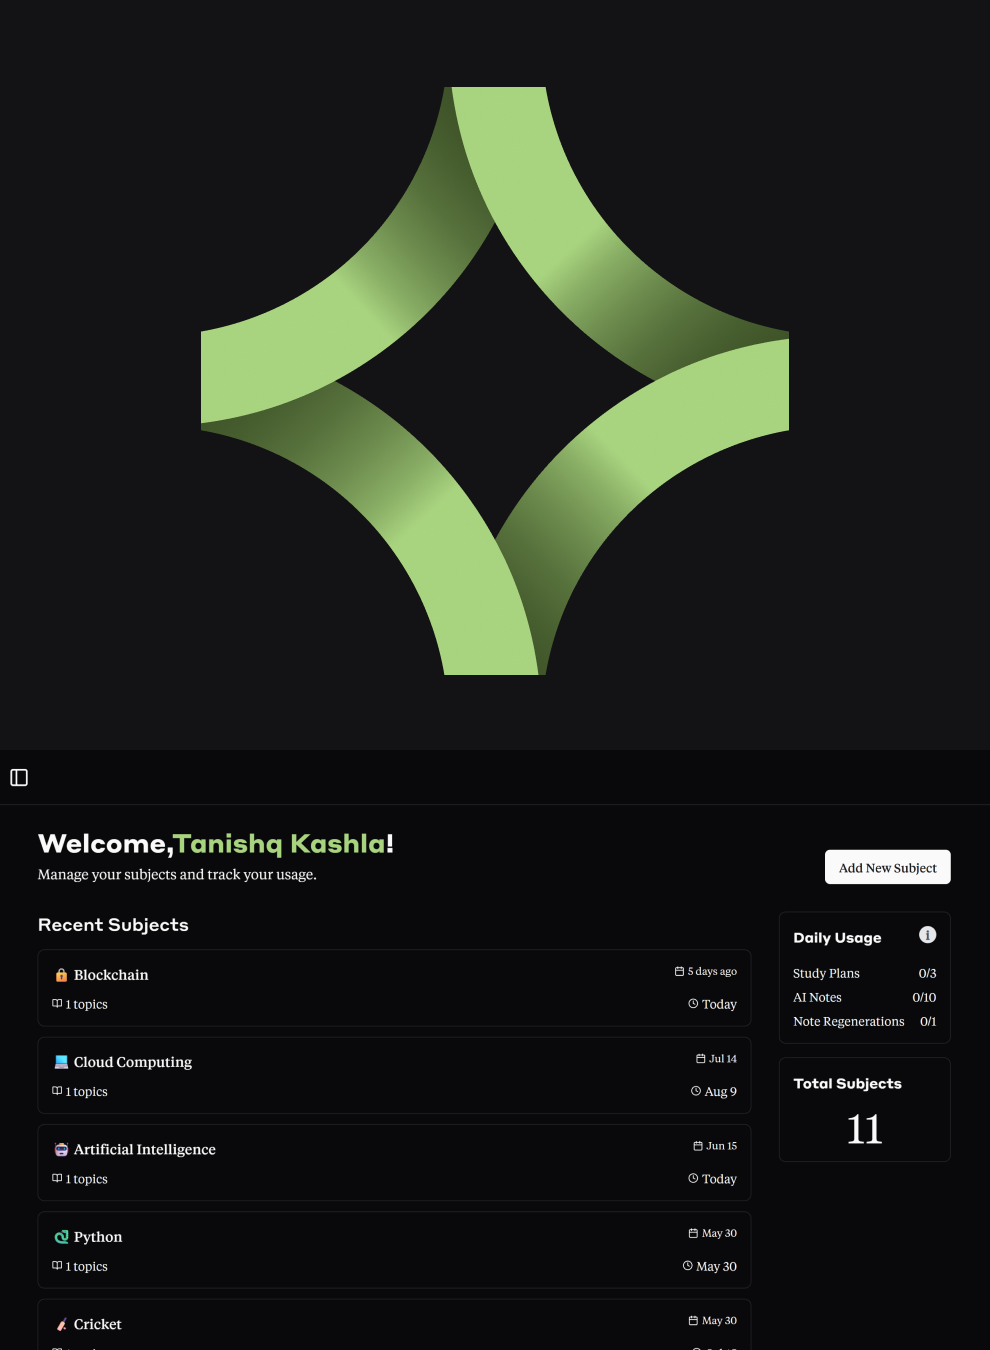 Welcome,Tanishq Kashla!
Manage your subjects and track your usage.
Add New Subject
Recent Subjects
Blockchain
5 days ago
1 topics
Today
Cloud Computing
Jul 14
1 topics
Aug 9
Artificial Intelligence
Jun 15
1 topics
Today
Python
May 30
1 topics
May 30
Cricket
May 30
Daily Usage
Study Plans 0/3
AI Notes 0/10
Note Regenerations 0/1
Total Subjects
11